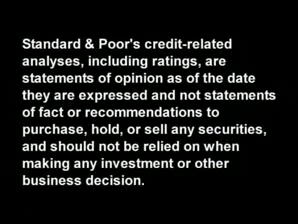 Standard & Poor's credit-related
analyses, including ratings, are
statements of opinion as of the date
they are expressed and not statements
of fact or recommendations to
purchase, hold, or sell any securities,
and should not be relied on when
making any investment or other
business decision.